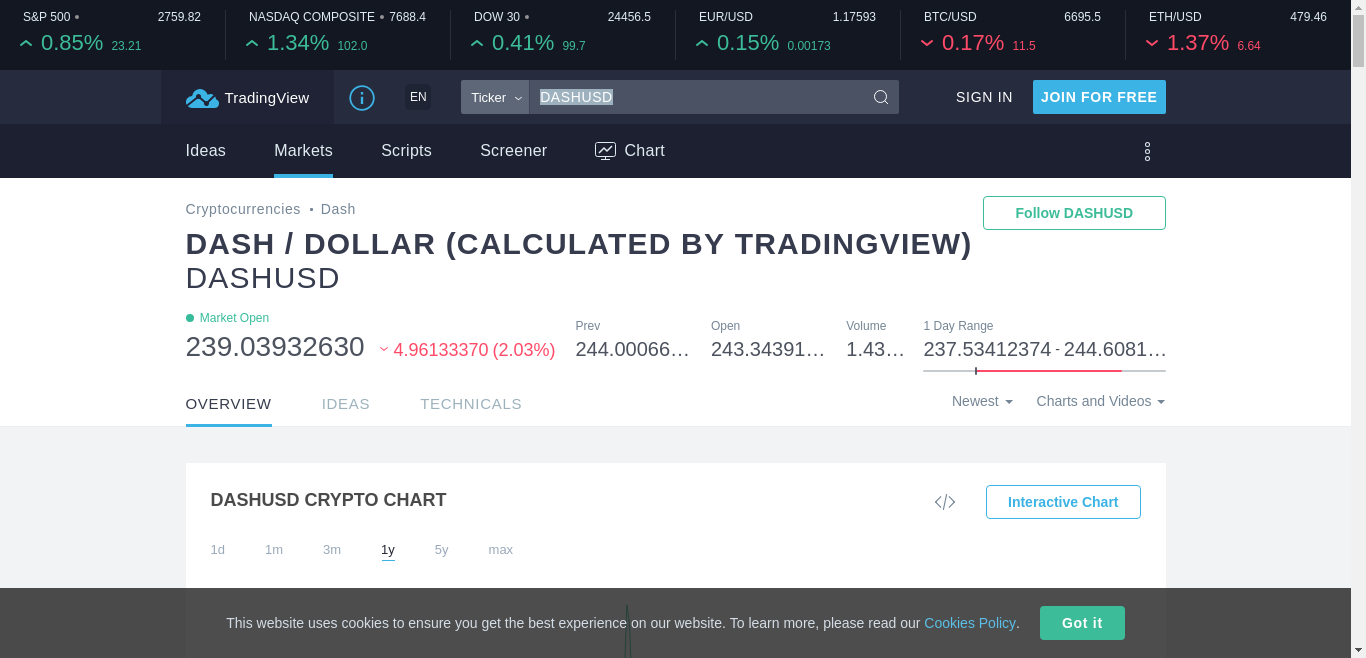 S&P 500 2759.82 NASDAQ COMPOSITE 7688.4 DOW 30 24456.5 EUR/USD 1.17593 BTC/USD 6695.5 ETH/USD 479.46
0.85% 23.21 1.34% 102.0 0.41% 99.7 0.15% 0.00173 0.17% 11.5 1.37% 6.64
TradingView EN Ticker DASHUSD SIGN IN JOIN FOR FREE
Ideas Markets Scripts Screener Chart
Cryptocurrencies • Dash Follow DASHUSD
DASH / DOLLAR (CALCULATED BY TRADINGVIEW)
DASHUSD
Market Open
Prev Open Volume 1 Day Range
239.03932630 4.96133370 (2.03%) 244.00066… 243.34391… 1.43… 237.53412374 - 244.6081…
OVERVIEW IDEAS TECHNICALS Newest Charts and Videos
DASHUSD CRYPTO CHART </> Interactive Chart
1d 1m 3m 1y 5y max
This website uses cookies to ensure you get the best experience on our website. To learn more, please read our Cookies Policy. Got it